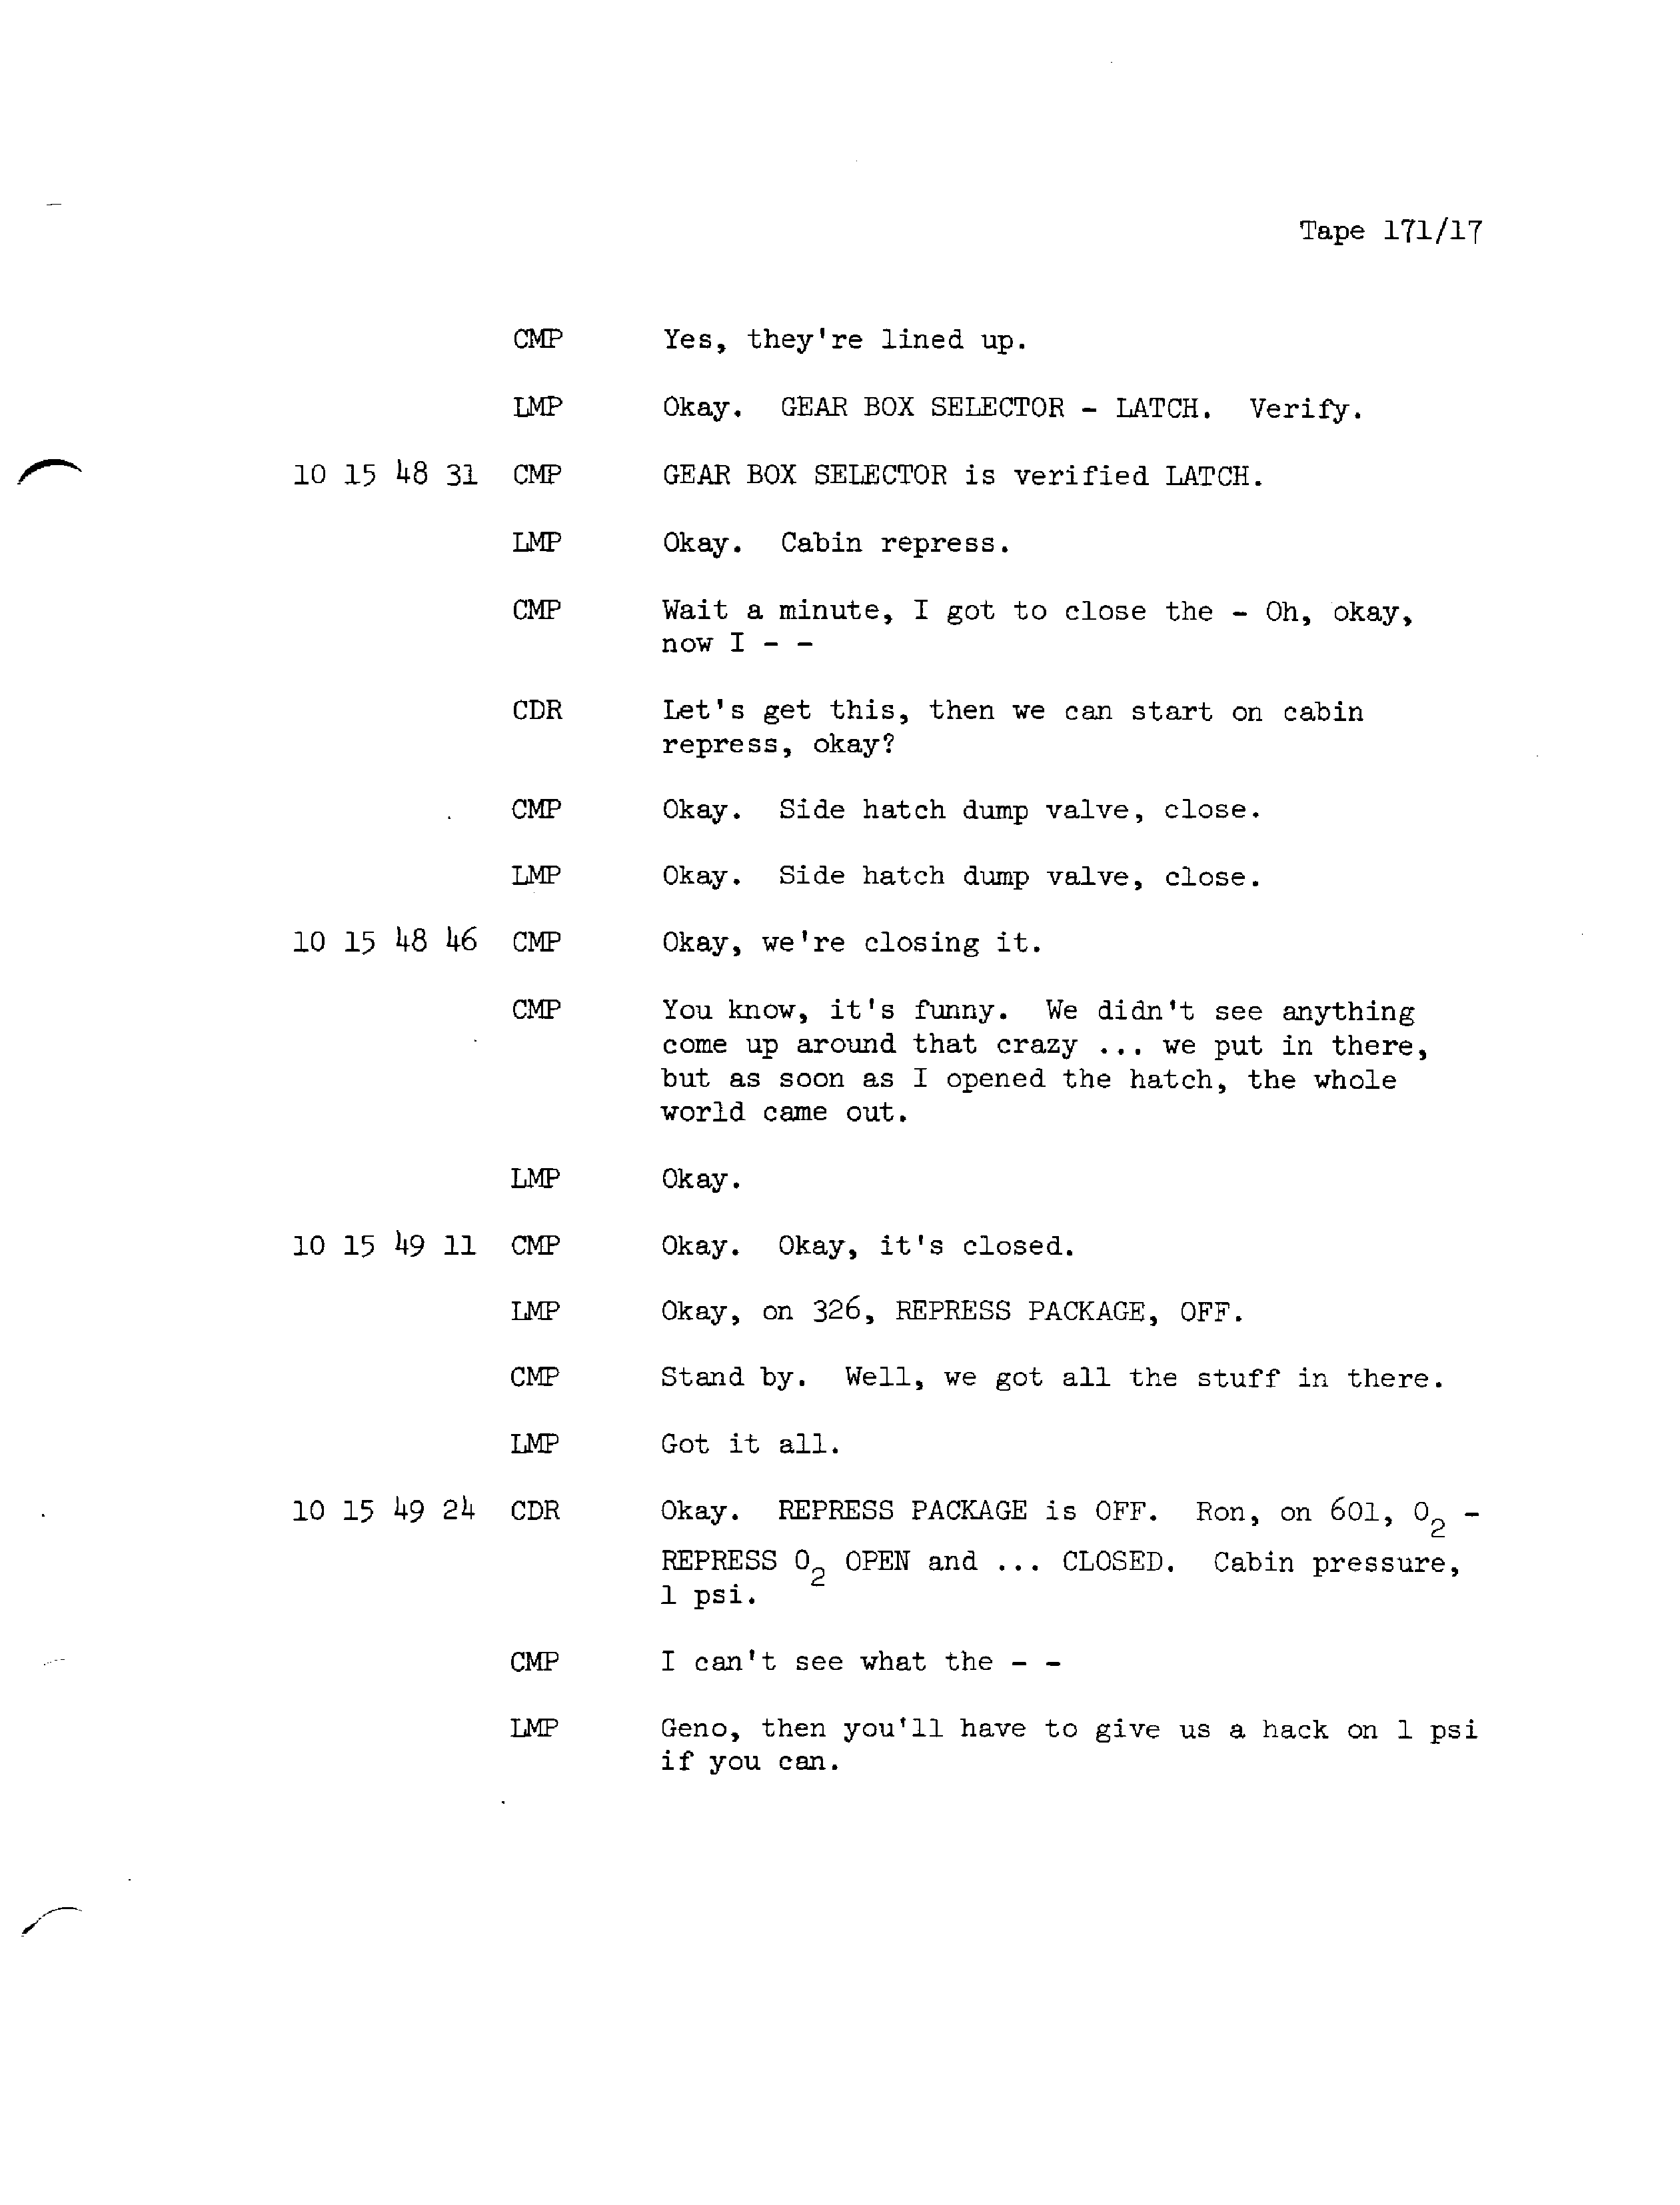 Tape 171/17
CMP Yes, they're lined up.
LMP Okay. GEAR BOX SELECTOR - LATCH. Verify.
10 15 48 31 CMP GEAR BOX SELECTOR is verified LATCH.
LMP Okay. Cabin repress.
CMP Wait a minute, I got to close the - Oh, okay,
now I - -
CDR Let's get this, then we can start on cabin
repress, okay?
CMP Okay. Side hatch dump valve, close.
LMP Okay. Side hatch dump valve, close.
10 15 48 46 CMP Okay, we're closing it.
CMP You know, it's funny. We didn't see anything
come up around that crazy ... we put in there,
but as soon as I opened the hatch, the whole
world came out.
LMP Okay.
10 15 49 11 CMP Okay. Okay, it's closed.
LMP Okay, on 326, REPRESS PACKAGE, OFF.
CMP Stand by. Well, we got all the stuff in there.
LMP Got it all.
10 15 49 24 CDR Okay. REPRESS PACKAGE is OFF. Ron, on 601, O₂ -
REPRESS O₂ OPEN and ... CLOSED. Cabin pressure,
1 psi.
CMP I can't see what the - -
LMP Geno, then you'll have to give us a hack on 1 psi
if you can.